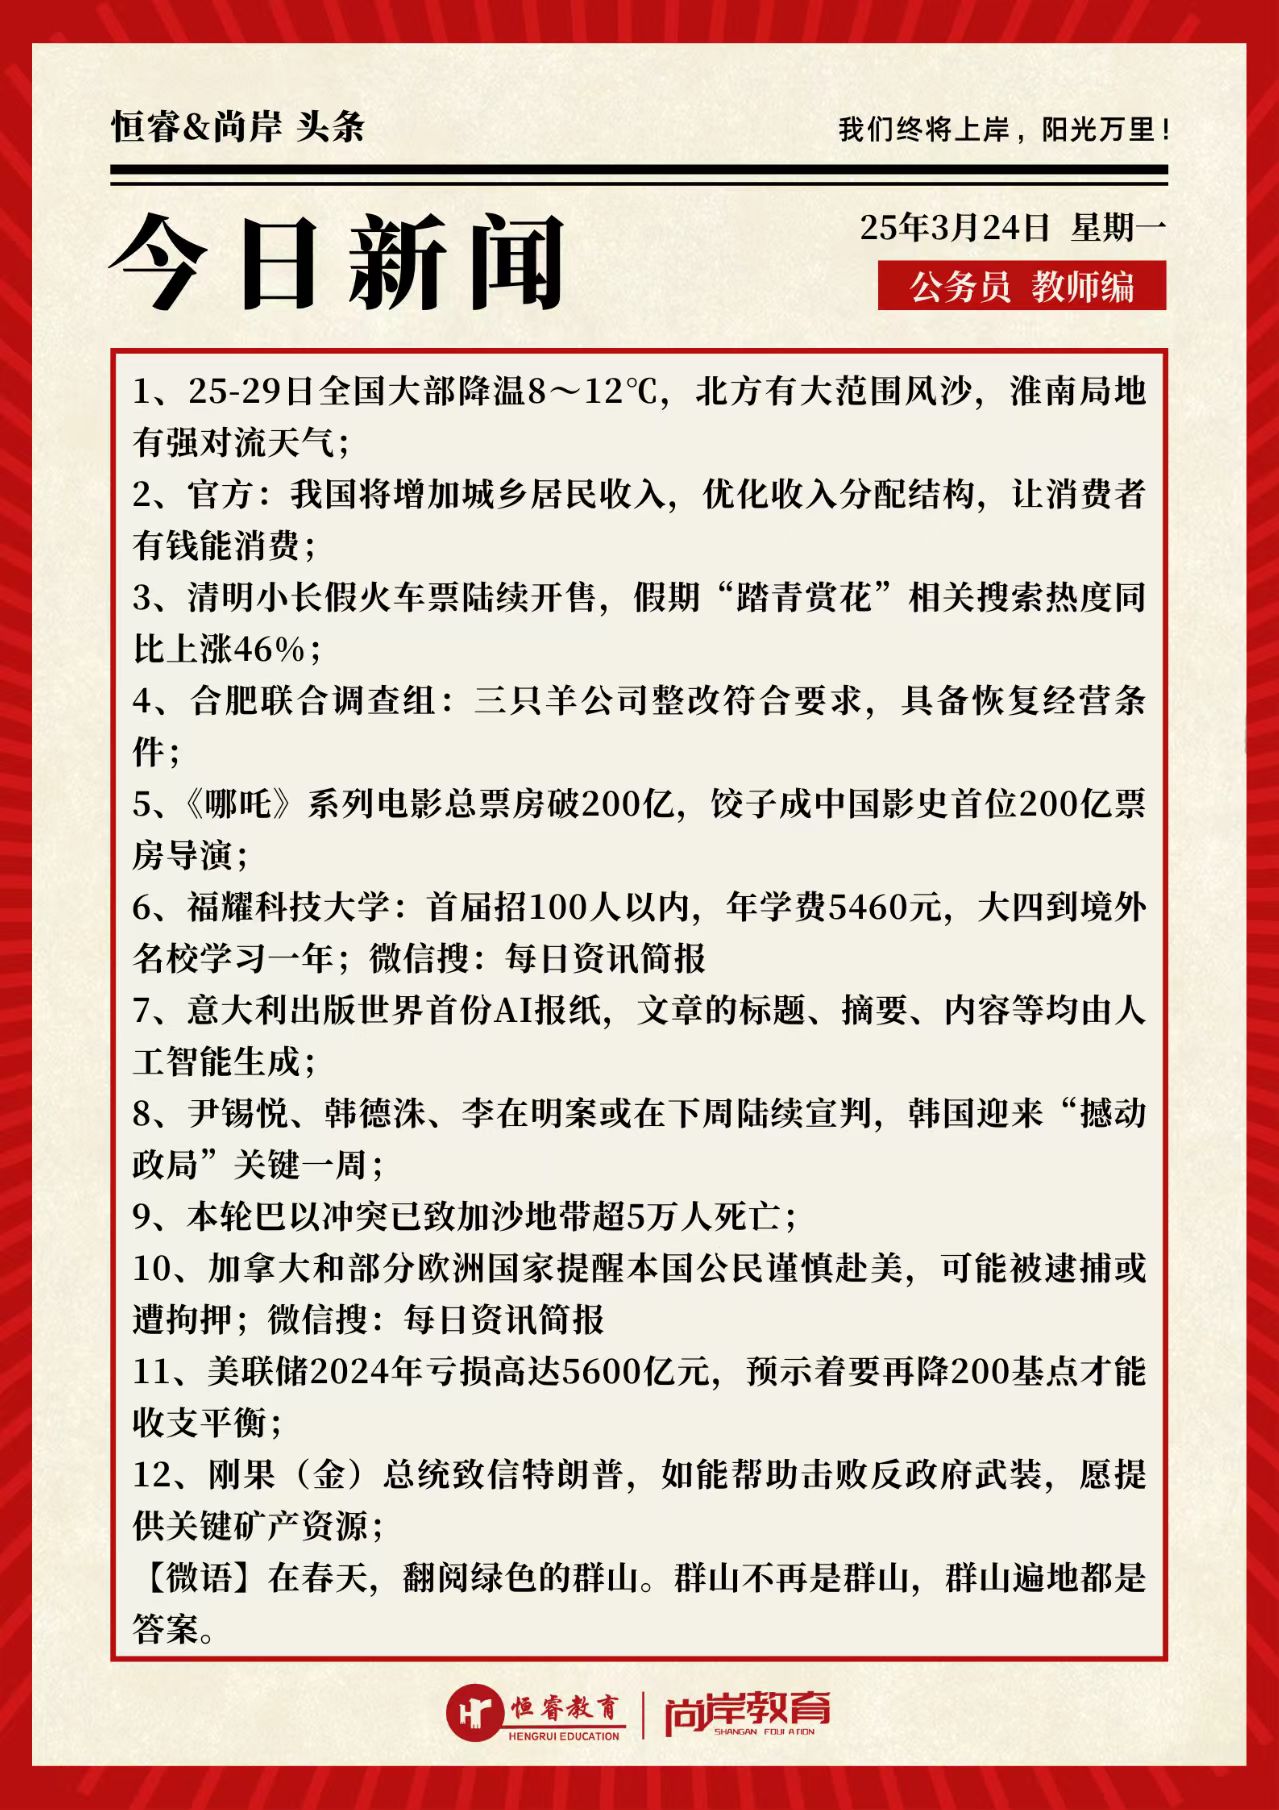 恒睿&尚岸 头条
我们终将上岸，阳光万里！
今日新闻
25年3月24日 星期一
公务员 教师编
1、25-29日全国大部降温8～12℃，北方有大范围风沙，淮南局地
有强对流天气；
2、官方：我国将增加城乡居民收入，优化收入分配结构，让消费者
有钱能消费；
3、清明小长假火车票陆续开售，假期“踏青赏花”相关搜索热度同
比上涨46%；
4、合肥联合调查组：三只羊公司整改符合要求，具备恢复经营条
件；
5、《哪吒》系列电影总票房破200亿，饺子成中国影史首位200亿票
房导演；
6、福耀科技大学：首届招100人以内，年学费5460元，大四到境外
名校学习一年；微信搜：每日资讯简报
7、意大利出版世界首份AI报纸，文章的标题、摘要、内容等均由人
工智能生成；
8、尹锡悦、韩德洙、李在明案或在下周陆续宣判，韩国迎来“撼动
政局”关键一周；
9、本轮巴以冲突已致加沙地带超5万人死亡；
10、加拿大和部分欧洲国家提醒本国公民谨慎赴美，可能被逮捕或
遭拘押；微信搜：每日资讯简报
11、美联储2024年亏损高达5600亿元，预示着要再降200基点才能
收支平衡；
12、刚果（金）总统致信特朗普，如能帮助击败反政府武装，愿提
供关键矿产资源；
【微语】在春天，翻阅绿色的群山。群山不再是群山，群山遍地都是
答案。
恒睿教育
HENGRUI EDUCATION
尚岸教育
SHANGAN